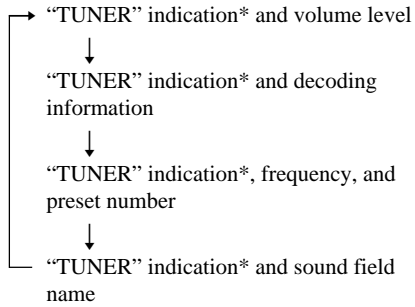 “TUNER” indication* and volume level
“TUNER” indication* and decoding
information
“TUNER” indication*, frequency, and
preset number
“TUNER” indication* and sound field
name